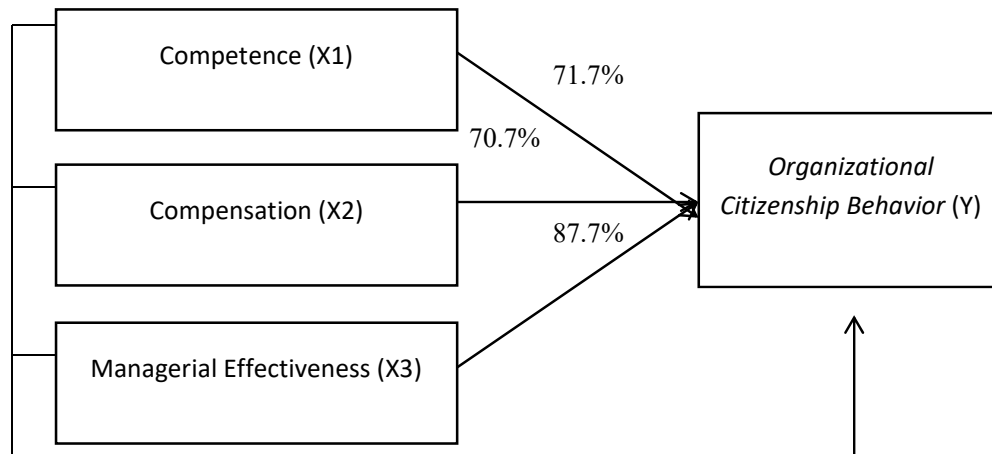 Competence (X1)
71.7%
70.7%
Compensation (X2)
87.7%
Managerial Effectiveness (X3)
Organizational
Citizenship Behavior (Y)